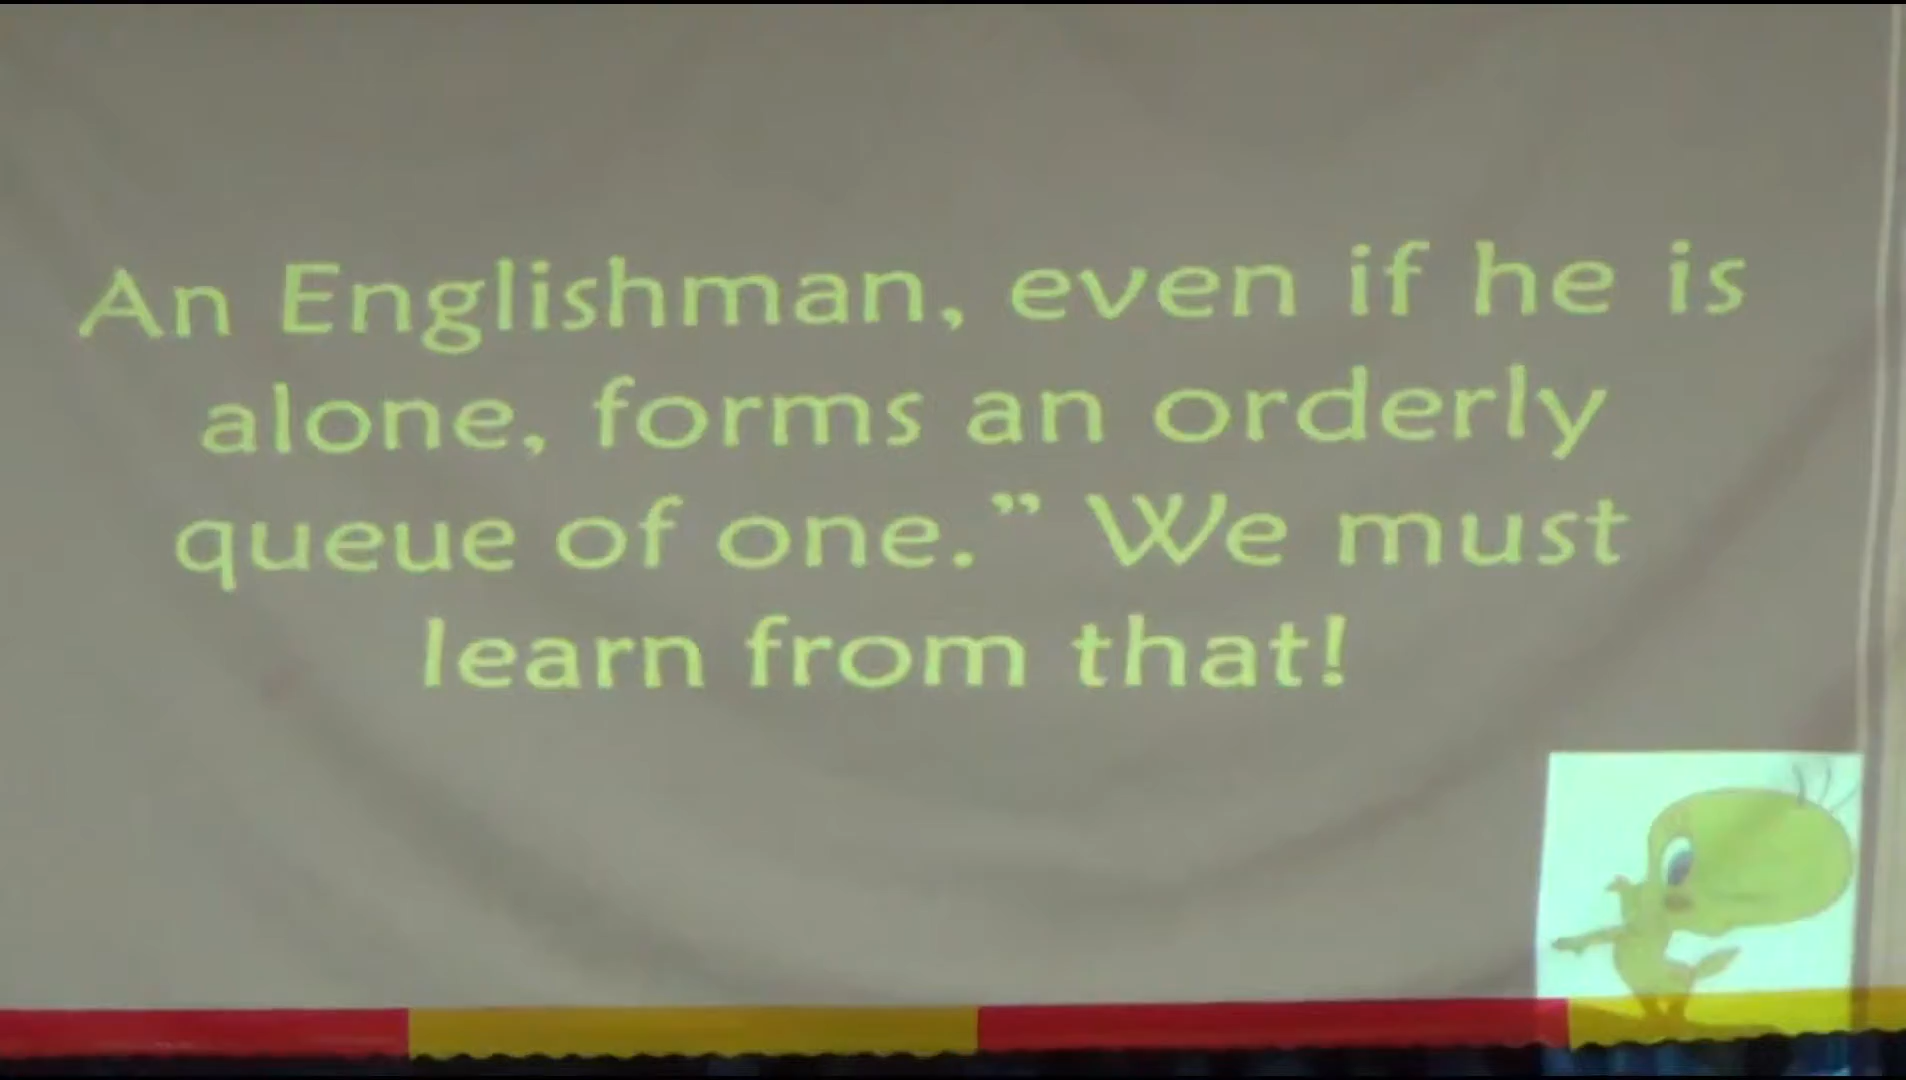 An Englishman, even if he is
alone, forms an orderly
queue of one.” We must
learn from that!